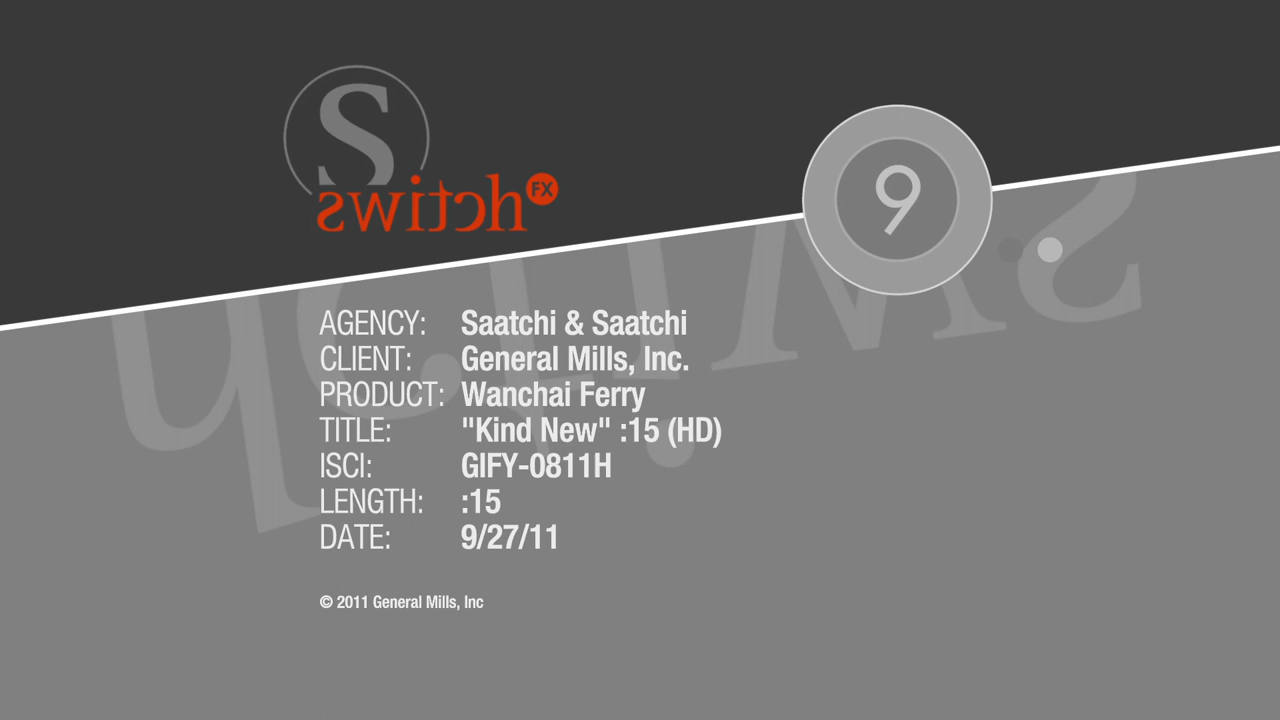 S
switch FX
9
AGENCY: Saatchi & Saatchi
CLIENT: General Mills, Inc.
PRODUCT: Wanchai Ferry
TITLE: "Kind New" :15 (HD)
ISCI: GIFY-0811H
LENGTH: :15
DATE: 9/27/11
© 2011 General Mills, Inc
switch